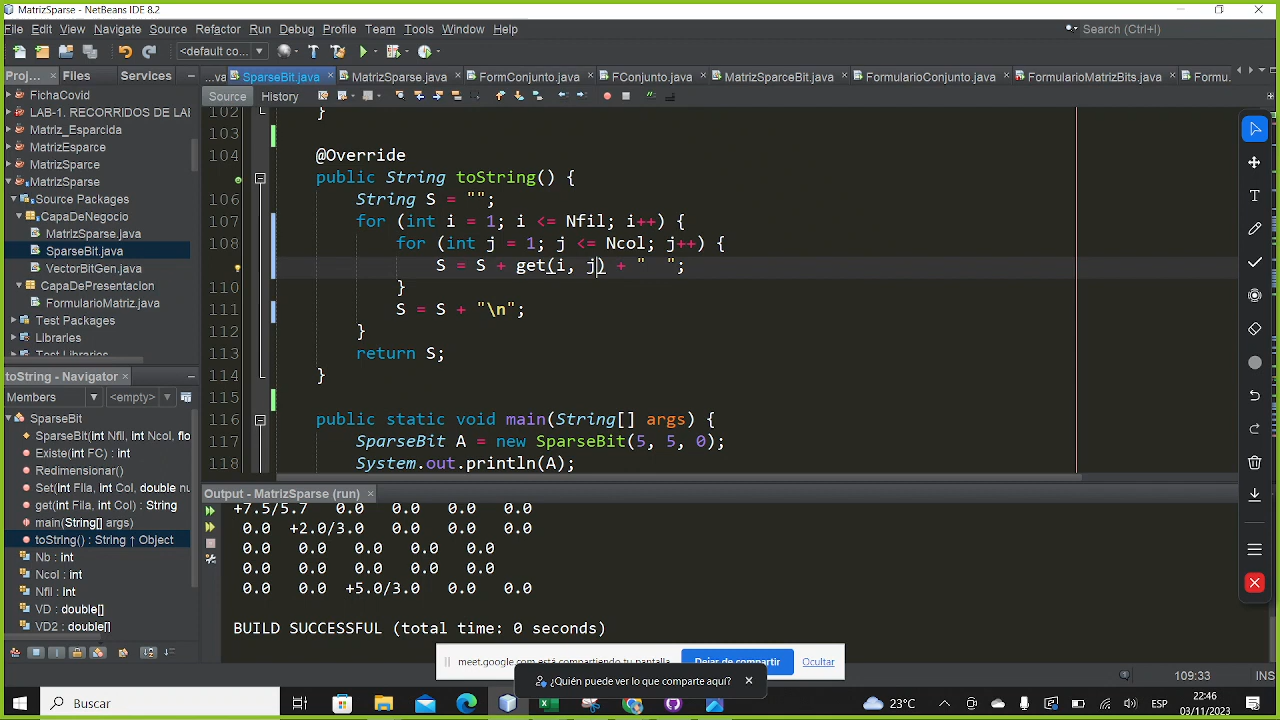 MatrizSparse - NetBeans IDE 8.2
File Edit View Navigate Source Refactor Run Debug Profile Team Tools Window Help Search (Ctrl+I)
<default co...
Proj... Files Services
...va SparseBit.java MatrizSparse.java FormConjunto.java FConjunto.java MatrizSparceBit.java FormularioConjunto.java FormularioMatrizBits.java Formu...
Source History
FichaCovid
LAB-1. RECORRIDOS DE LAI
Matriz_Esparcida
MatrizEsparce
MatrizSparce
MatrizSparse
Source Packages
CapaDeNegocio
MatrizSparse.java
SparseBit.java
VectorBitGen.java
CapaDePresentacion
FormularioMatriz.java
Test Packages
Libraries
Test Libraries
102 }
103
104 @Override
public String toString() {
106 String S = "";
107 for (int i = 1; i <= Nfil; i++) {
108 for (int j = 1; j <= Ncol; j++) {
S = S + get(i, j) + "  ";
110 }
111 S = S + "\n";
112 }
113 return S;
114 }
115
116 public static void main(String[] args) {
117 SparseBit A = new SparseBit(5, 5, 0);
118 System.out.println(A);
toString - Navigator
Members <empty>
SparseBit
SparseBit(int Nfil, int Ncol, flo
Existe(int FC) : int
Redimensionar()
Set(int Fila, int Col, double nu
get(int Fila, int Col) : String
main(String[] args)
toString() : String ↑ Object
Nb : int
Ncol : int
Nfil : int
VD : double[]
VD2 : double[]
Output - MatrizSparse (run)
+7.5/5.7 0.0 0.0 0.0 0.0
0.0 +2.0/3.0 0.0 0.0 0.0
0.0 0.0 0.0 0.0 0.0
0.0 0.0 0.0 0.0 0.0
0.0 0.0 +5.0/3.0 0.0 0.0
BUILD SUCCESSFUL (total time: 0 seconds)
meet.google.com está compartiendo tu pantalla. Dejar de compartir Ocultar
¿Quién puede ver lo que comparte aquí?
109:33 INS
Buscar
23°C ESP 22:46
03/11/2023